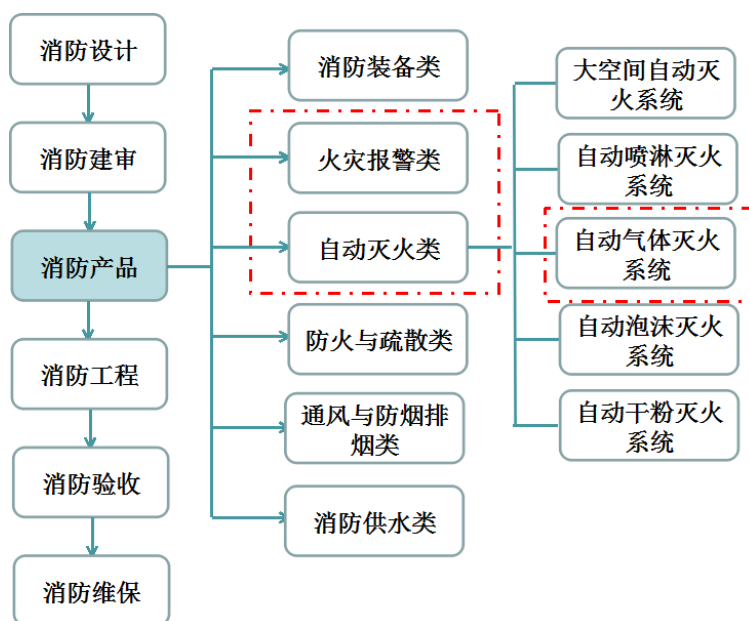 消防设计
消防建审
消防产品
消防工程
消防验收
消防维保
消防装备类
火灾报警类
自动灭火类
防火与疏散类
通风与防烟排
烟类
消防供水类
大空间自动灭
火系统
自动喷淋灭火
系统
自动气体灭火
系统
自动泡沫灭火
系统
自动干粉灭火
系统